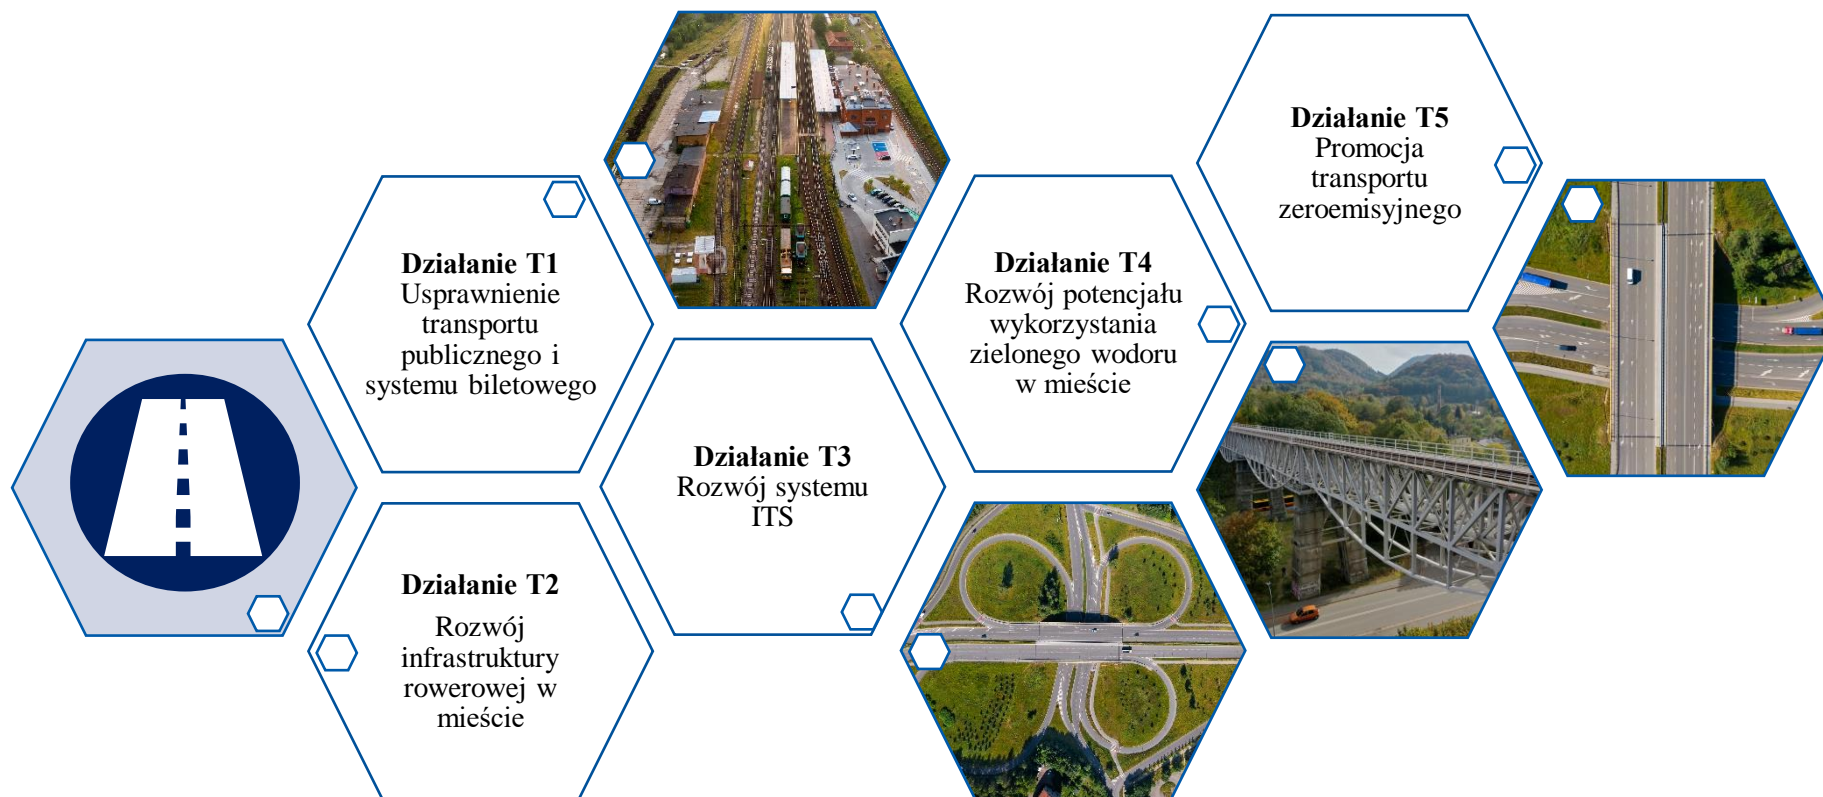 Działanie T1
Usprawnienie
transportu
publicznego i
systemu biletowego
Działanie T2
Rozwój
infrastruktury
rowerowej w
mieście
Działanie T3
Rozwój systemu
ITS
Działanie T4
Rozwój potencjału
wykorzystania
zielonego wodoru
w mieście
Działanie T5
Promocja
transportu
zeroemisyjnego